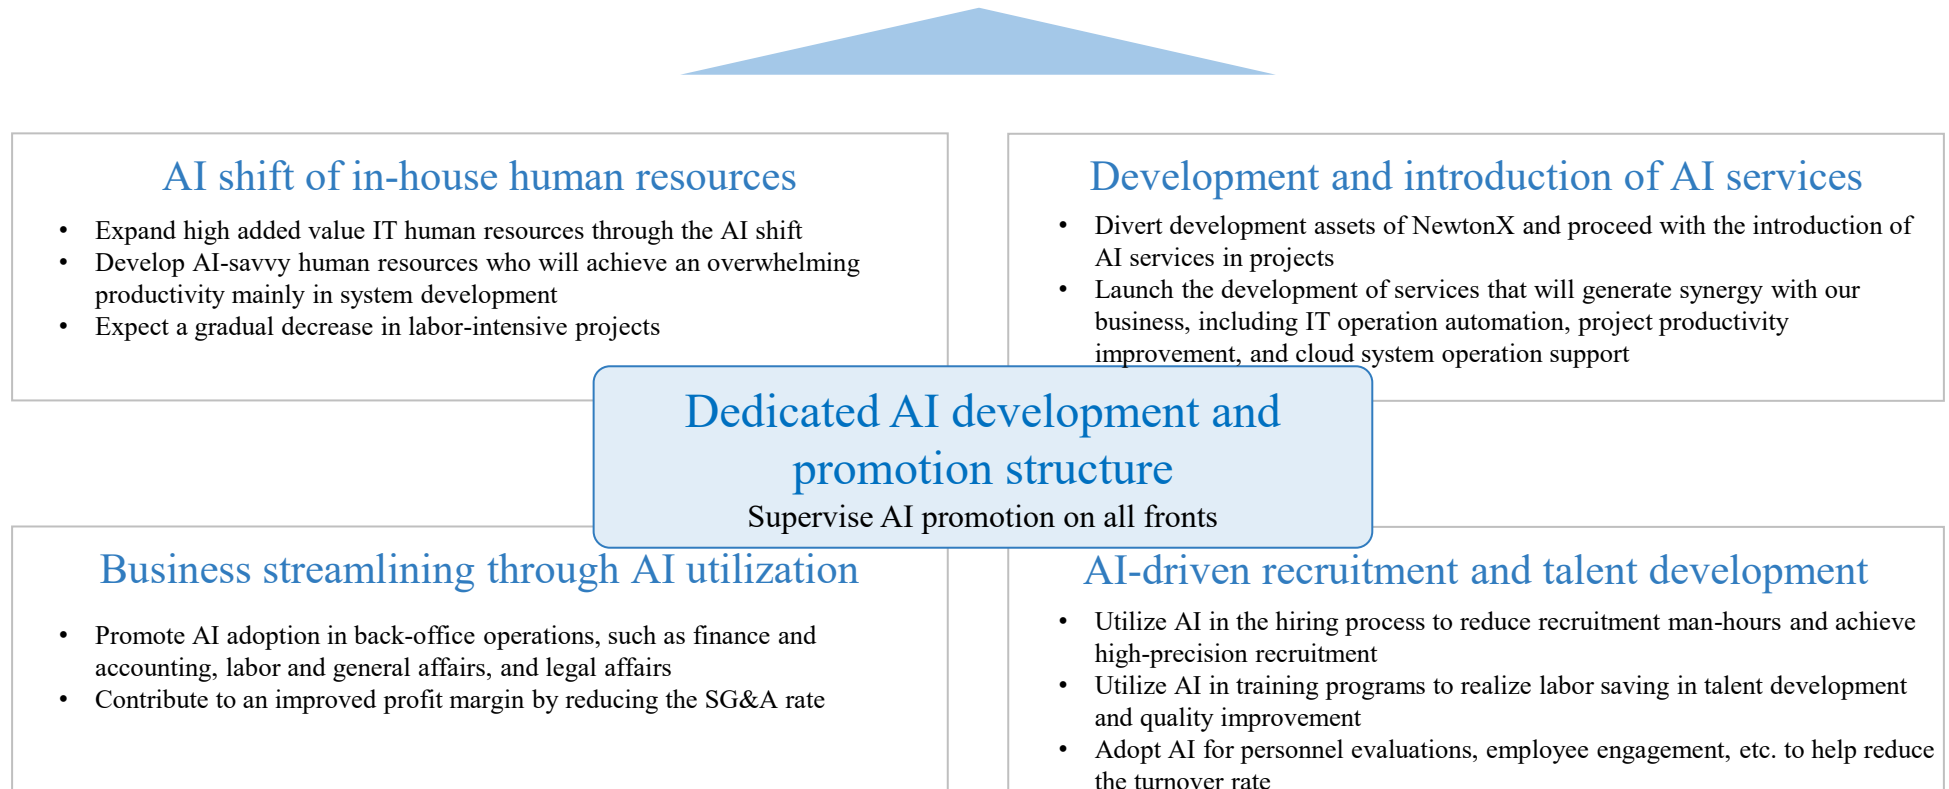 AI shift of in-house human resources
• Expand high added value IT human resources through the AI shift
• Develop AI-savvy human resources who will achieve an overwhelming
productivity mainly in system development
• Expect a gradual decrease in labor-intensive projects
Development and introduction of AI services
• Divert development assets of NewtonX and proceed with the introduction of
AI services in projects
• Launch the development of services that will generate synergy with our
business, including IT operation automation, project productivity
improvement, and cloud system operation support
Dedicated AI development and
promotion structure
Supervise AI promotion on all fronts
Business streamlining through AI utilization
• Promote AI adoption in back-office operations, such as finance and
accounting, labor and general affairs, and legal affairs
• Contribute to an improved profit margin by reducing the SG&A rate
AI-driven recruitment and talent development
• Utilize AI in the hiring process to reduce recruitment man-hours and achieve
high-precision recruitment
• Utilize AI in training programs to realize labor saving in talent development
and quality improvement
• Adopt AI for personnel evaluations, employee engagement, etc. to help reduce
the turnover rate